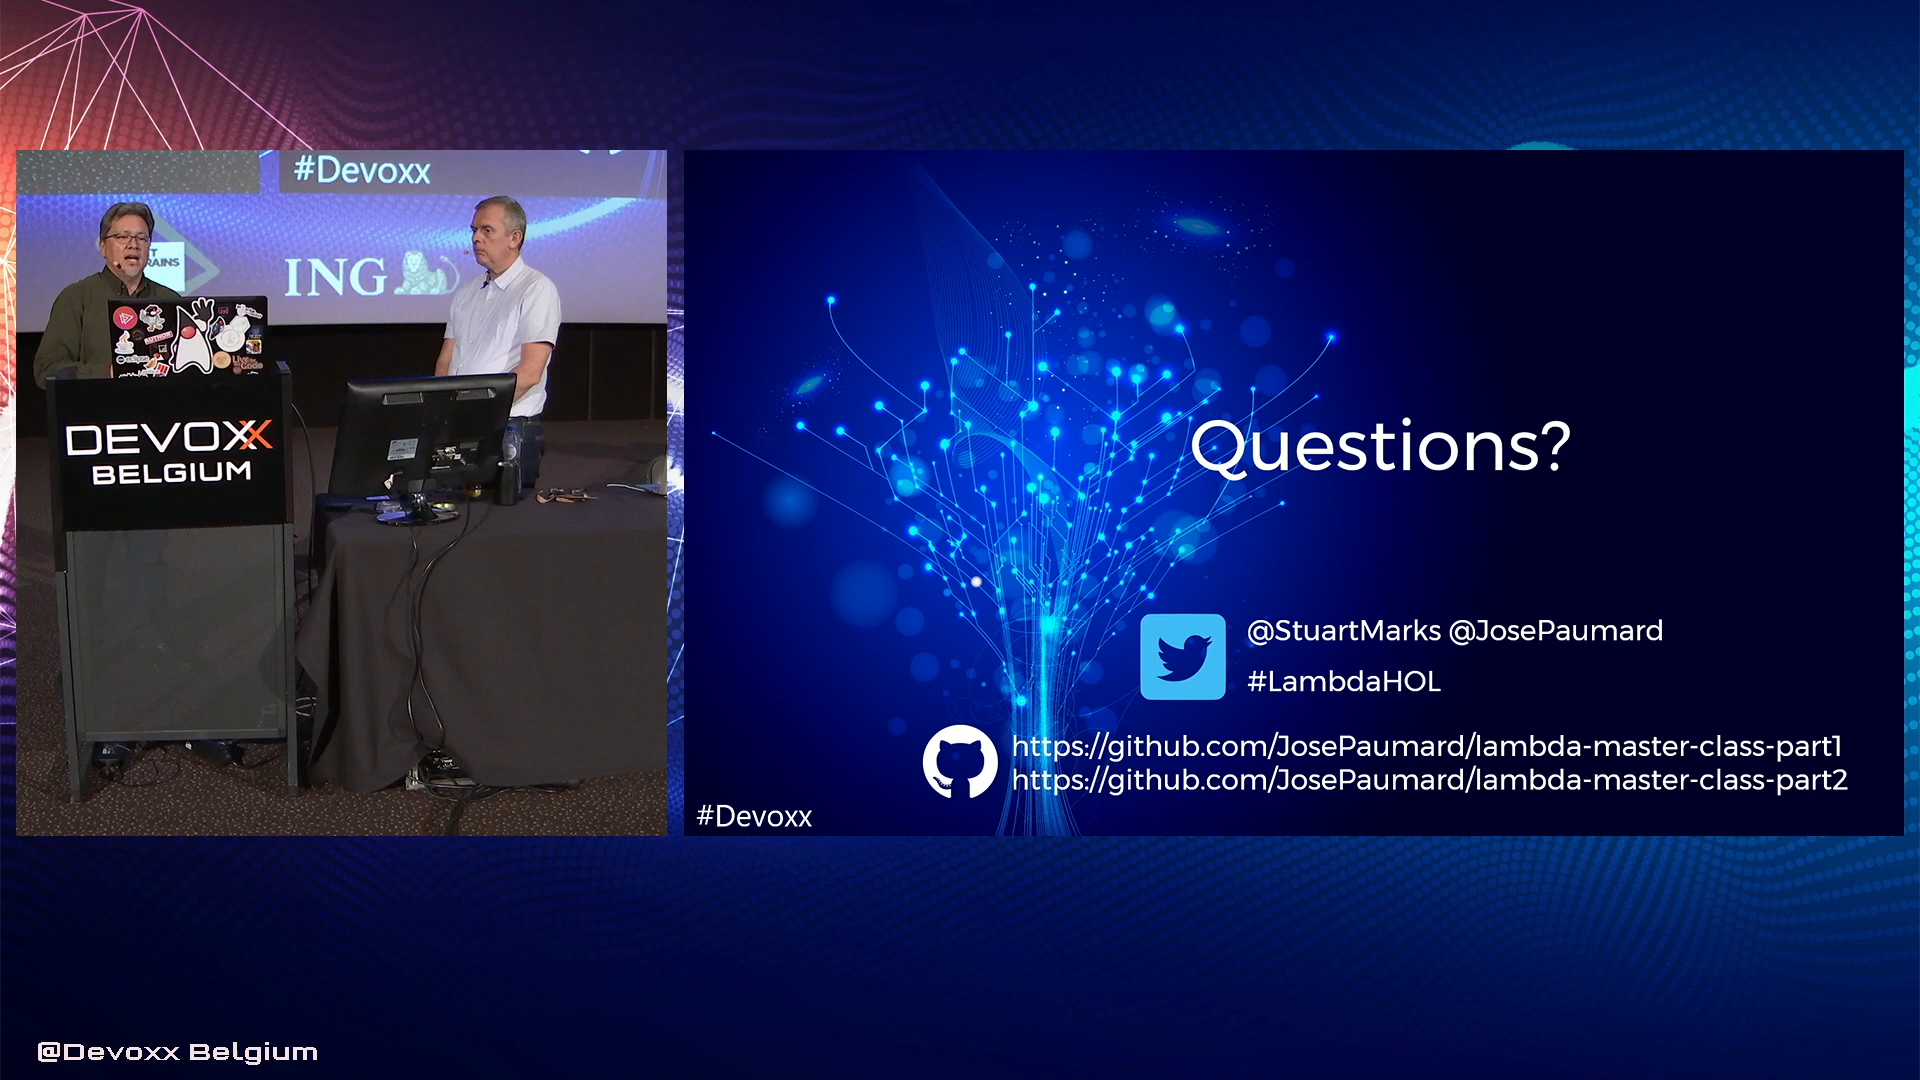 #Devoxx
ING
DEVOXX
BELGIUM
eclipse
Questions?
@StuartMarks @JosePaumard
#LambdaHOL
https://github.com/JosePaumard/lambda-master-class-part1
https://github.com/JosePaumard/lambda-master-class-part2
#Devoxx
@Devoxx Belgium